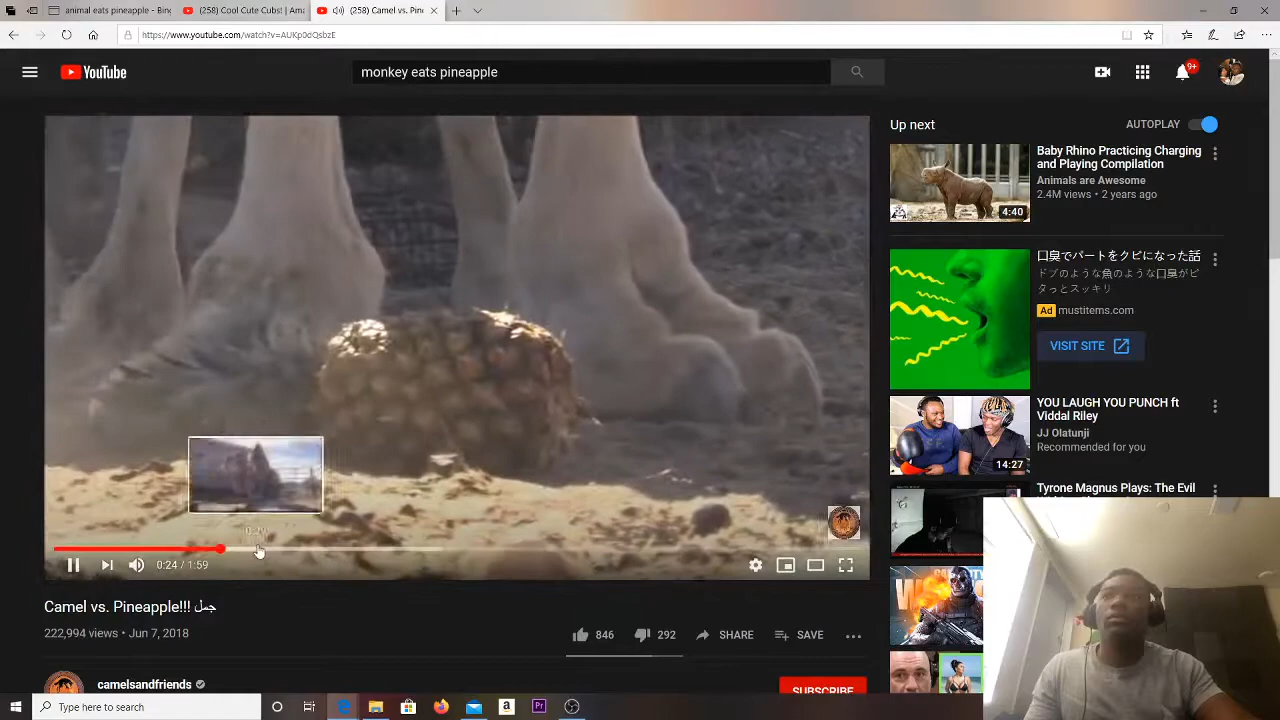 animal eats pineapple - Bing
(258) Cool Cute Cubs! | Ama
(258) Camel vs. Pine
https://www.youtube.com/watch?v=AUKp0dQsbzE
YouTube
monkey eats pineapple
9+
Up next
AUTOPLAY
Baby Rhino Practicing Charging
and Playing Compilation
Animals are Awesome
2.4M views • 2 years ago
4:40
口臭でパートをクビになった話
ドブのような魚のような口臭がピ
タっとスッキリ
Ad mustitems.com
VISIT SITE
YOU LAUGH YOU PUNCH ft
Viddal Riley
JJ Olatunji
Recommended for you
14:27
Tyrone Magnus Plays: The Evil
0:24 / 1:59
Camel vs. Pineapple!!! جمل
222,994 views • Jun 7, 2018
846
292
SHARE
SAVE
camelsandfriends
SUBSCRIBE
Type here to search